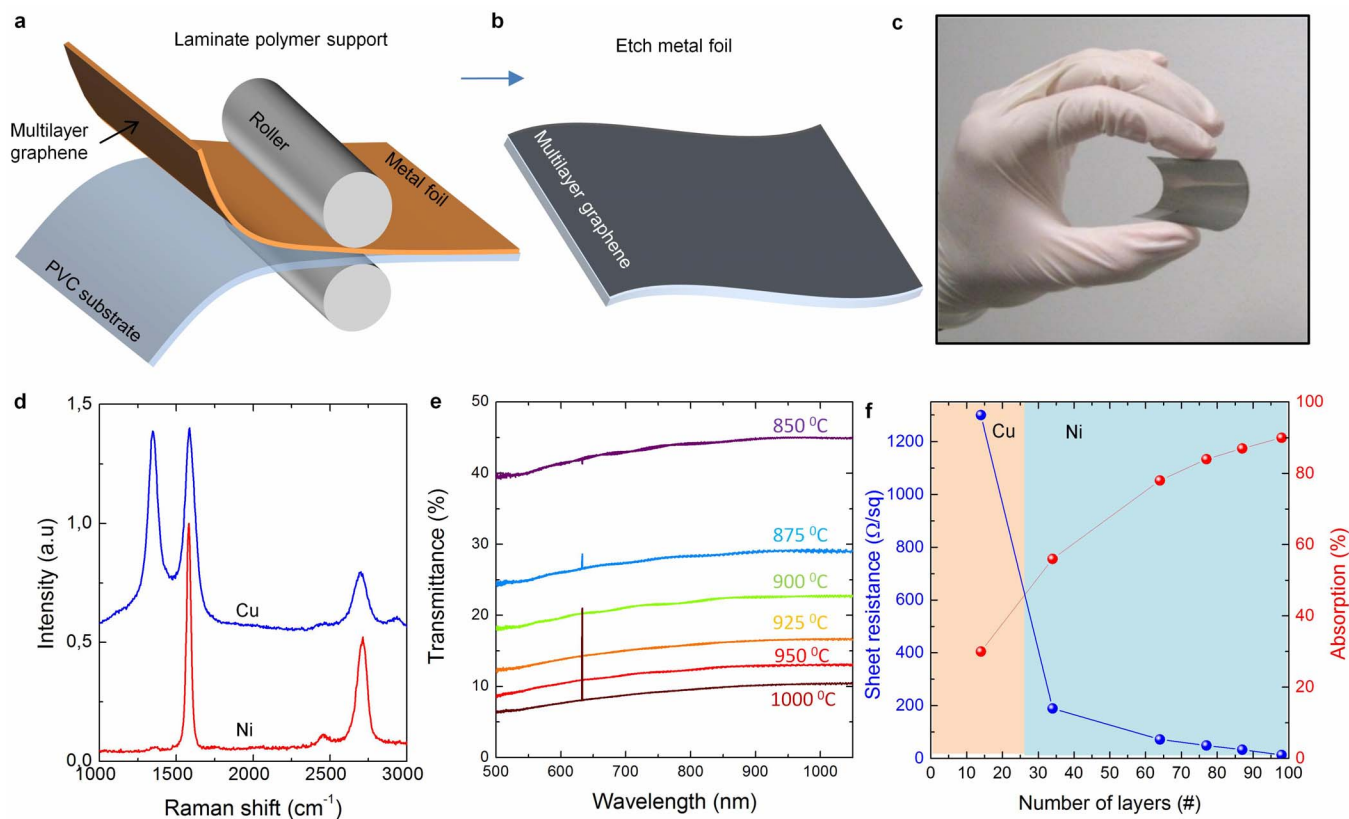 a
Laminate polymer support
Multilayer
graphene
Roller
Metal foil
PVC substrate
b
Etch metal foil
Multilayer graphene
c
d
1,5
1,0
0,5
0,0
Intensity (a.u)
Cu
Ni
1000 1500 2000 2500 3000
Raman shift (cm⁻¹)
e
50
40
30
20
10
0
Transmittance (%)
850 ⁰C
875 ⁰C
900 ⁰C
925 ⁰C
950 ⁰C
1000 ⁰C
500 600 700 800 900 1000
Wavelength (nm)
f
Cu
Ni
1200
1000
800
600
400
200
0
Sheet resistance (Ω/sq)
100
80
60
40
20
0
Absorption (%)
0 10 20 30 40 50 60 70 80 90 100
Number of layers (#)